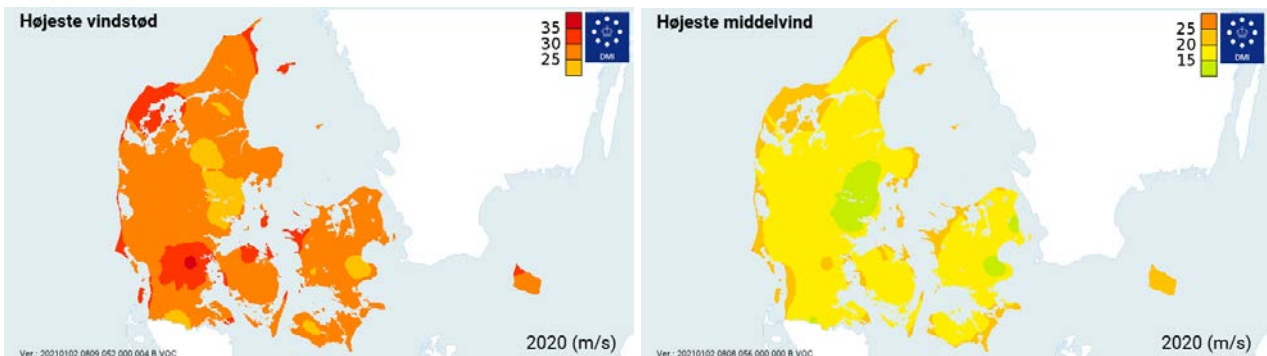 Højeste vindstød
35
30
25
DMI
2020 (m/s)
Ver.: 20210102 0809 052 000 004 B VOC
Højeste middelvind
25
20
15
DMI
2020 (m/s)
Ver.: 20210102 0808 056 000 000 B VOC